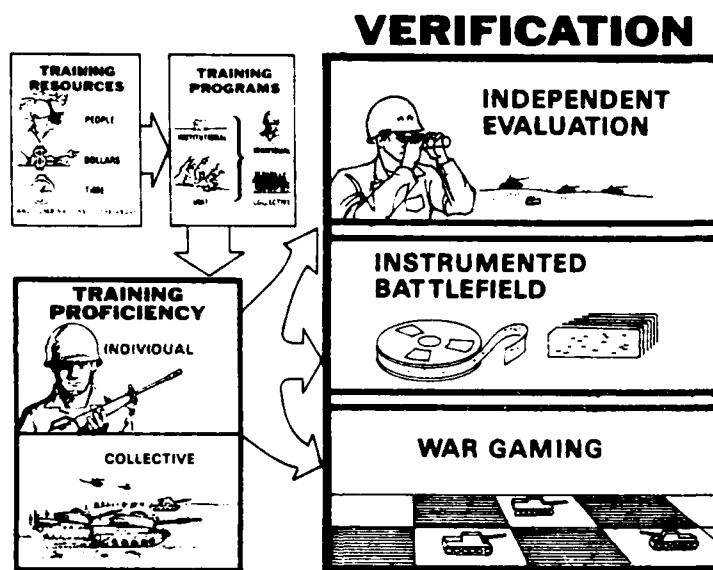 VERIFICATION
TRAINING
RESOURCES
PEOPLE
DOLLARS
TIME
TRAINING
PROGRAMS
INSTITUTIONAL
INDIVIDUAL
UNIT
COLLECTIVE
TRAINING
PROFICIENCY
INDIVIDUAL
COLLECTIVE
INDEPENDENT
EVALUATION
INSTRUMENTED
BATTLEFIELD
WAR GAMING